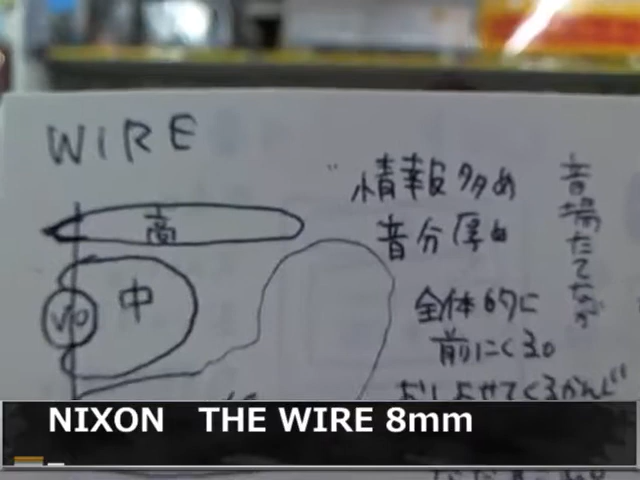 WIRE
高
中
Vo
情報多め
音分厚め
全体的に
前にくる。
おしよせてくるかんじ
音場たてなが
NIXON THE WIRE 8mm